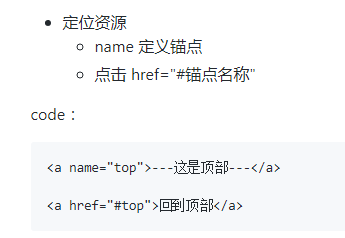 定位资源
name 定义锚点
点击 href="#锚点名称"
code：
<a name="top">---这是顶部---</a>
<a href="#top">回到顶部</a>